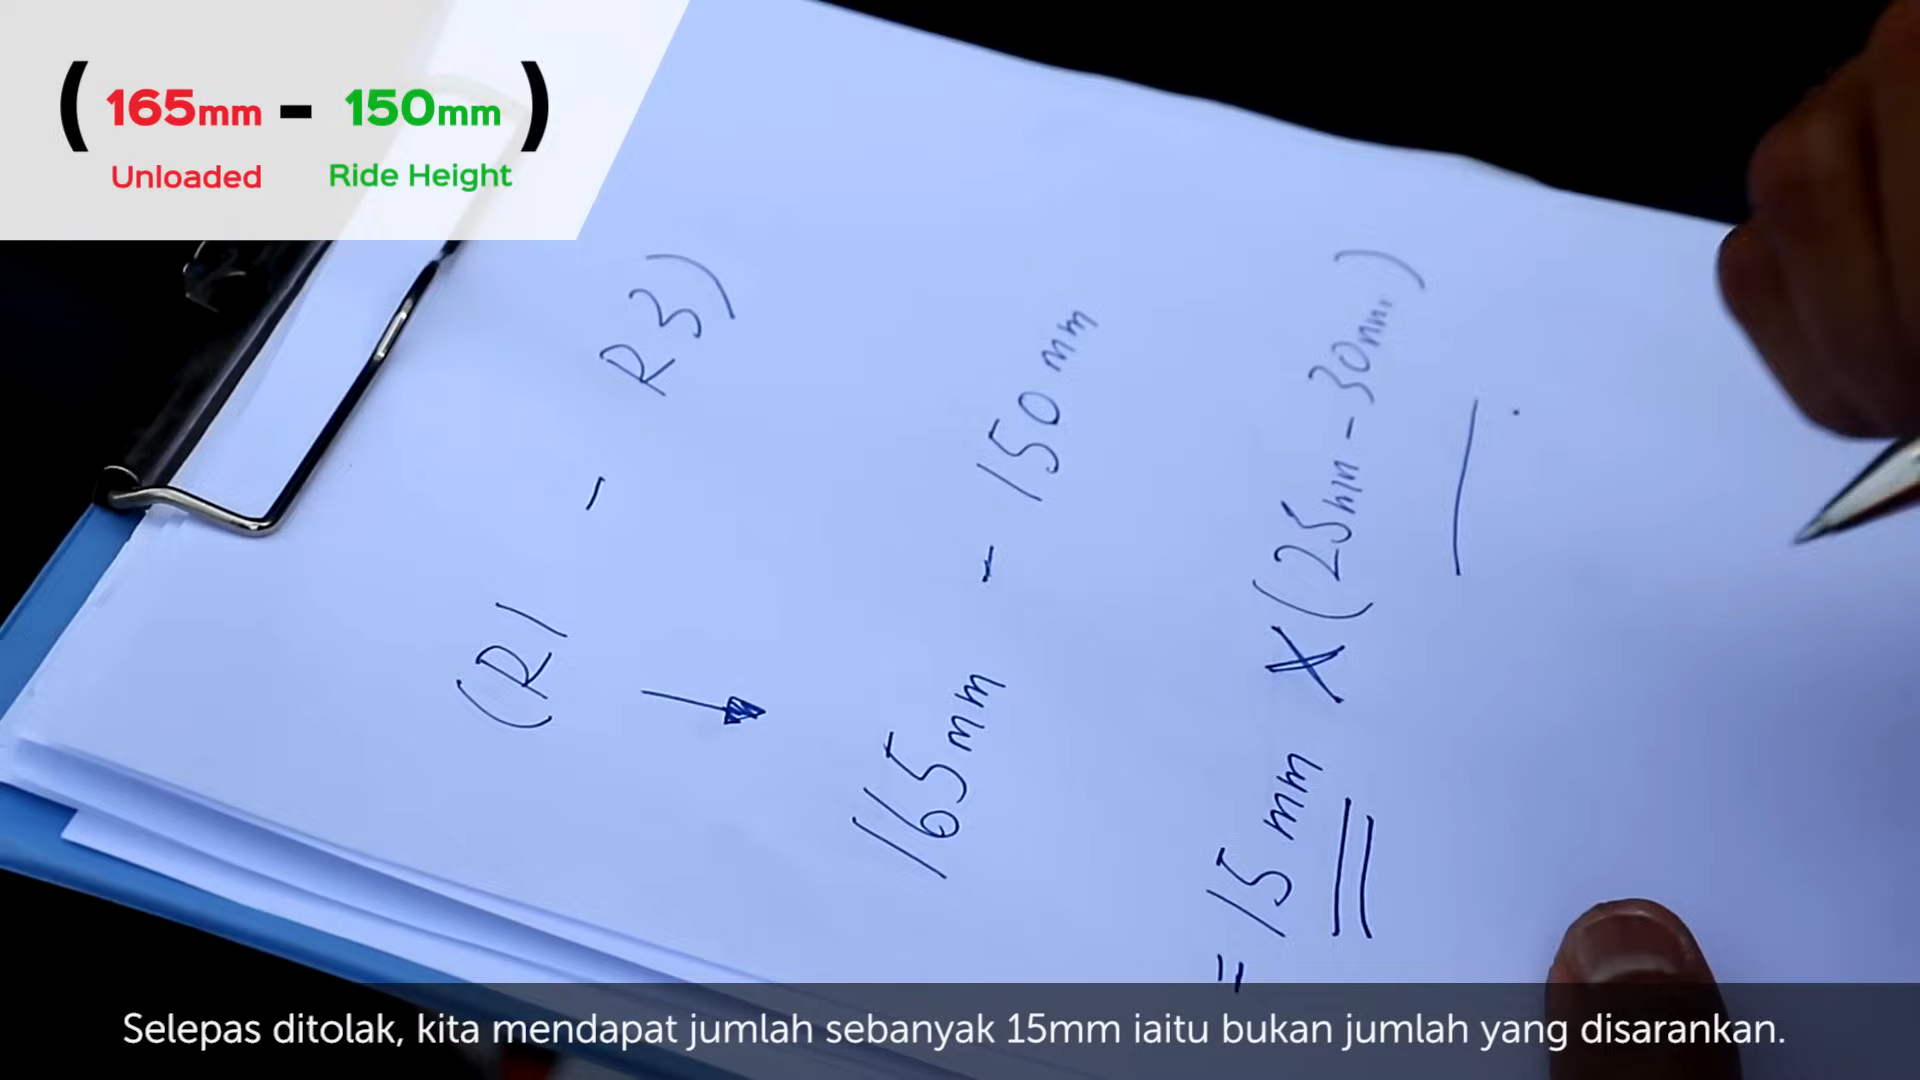 ( 165mm - 150mm )
Unloaded Ride Height
(R1 - R3)
165mm - 150mm
= 15mm X (25mm - 30mm)
Selepas ditolak, kita mendapat jumlah sebanyak 15mm iaitu bukan jumlah yang disarankan.